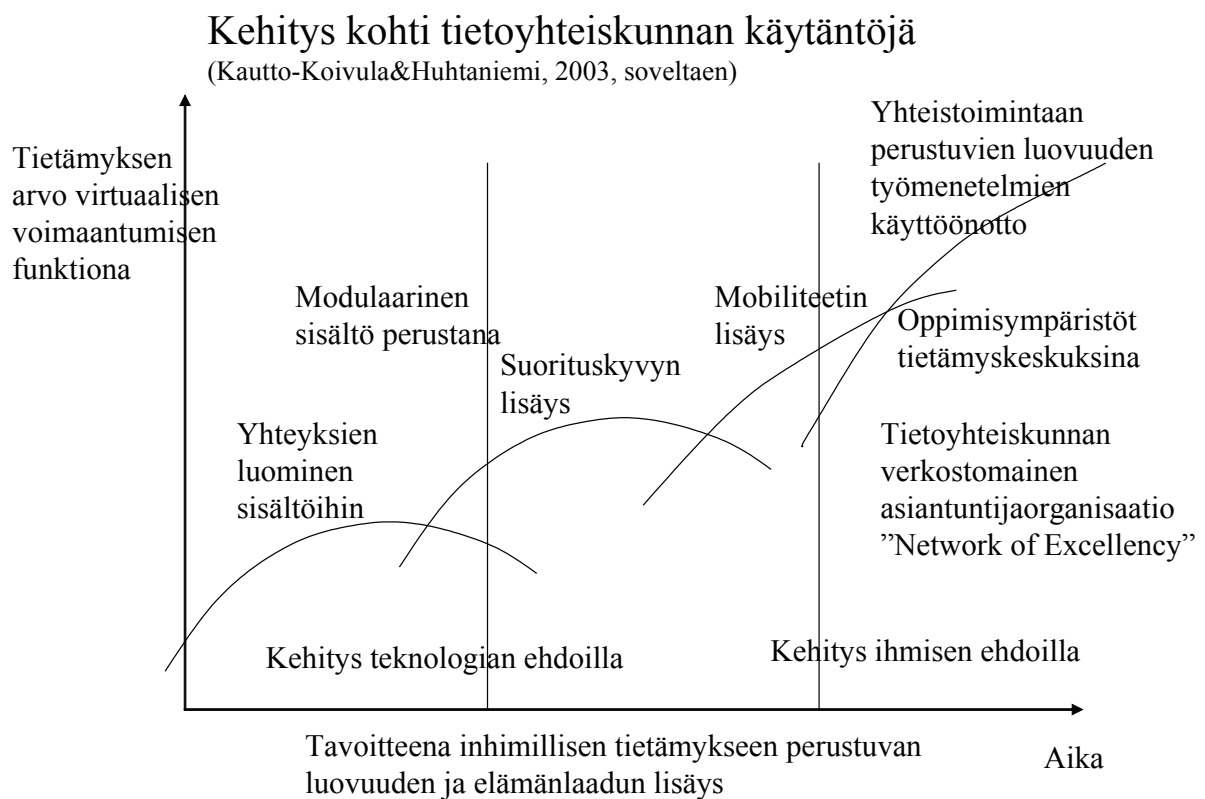 Kehitys kohti tietoyhteiskunnan käytäntöjä
(Kautto-Koivula&Huhtaniemi, 2003, soveltaen)
Tietämyksen
arvo virtuaalisen
voimaantumisen
funktiona
Yhteistoimintaan
perustuvien luovuuden
työmenetelmien
käyttöönotto
Modulaarinen
sisältö perustana
Mobiliteetin
lisäys
Oppimisympäristöt
tietämyskeskuksina
Suorituskyvyn
lisäys
Yhteyksien
luominen
sisältöihin
Tietoyhteiskunnan
verkostomainen
asiantuntijaorganisaatio
”Network of Excellency”
Kehitys teknologian ehdoilla
Kehitys ihmisen ehdoilla
Tavoitteena inhimillisen tietämykseen perustuvan
luovuuden ja elämänlaadun lisäys
Aika